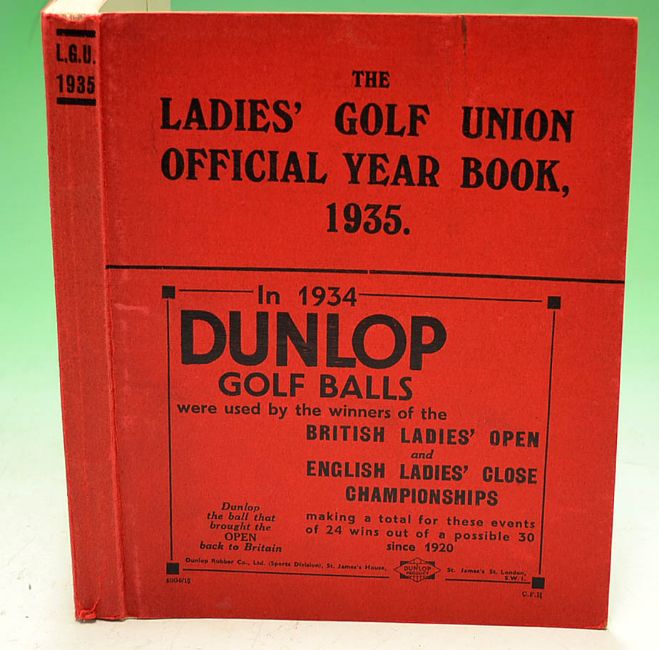 L.G.U.
1935
THE
LADIES' GOLF UNION
OFFICIAL YEAR BOOK,
1935.
In 1934
DUNLOP
GOLF BALLS
were used by the winners of the
BRITISH LADIES' OPEN
and
ENGLISH LADIES' CLOSE
CHAMPIONSHIPS
making a total for these events
of 24 wins out of a possible 30
since 1920
Dunlop
the ball that
brought the
OPEN
back to Britain
Dunlop Rubber Co., Ltd. (Sports Division), St. James's House,
DUNLOP
St. James's St. London,
S.W.1.